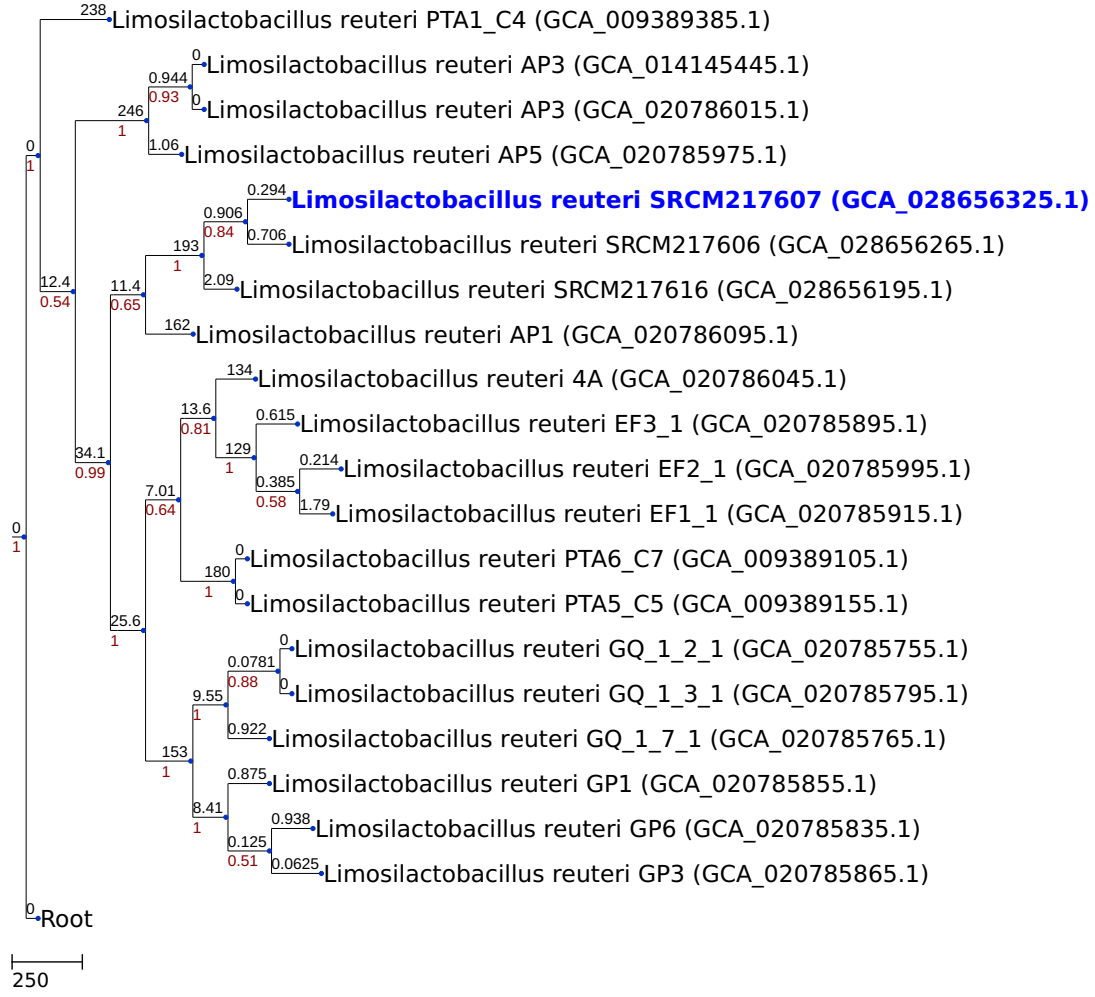 238
Limosilactobacillus reuteri PTA1_C4 (GCA_009389385.1)
0
Limosilactobacillus reuteri AP3 (GCA_014145445.1)
0.944
0.93
0
Limosilactobacillus reuteri AP3 (GCA_020786015.1)
246
1
1.06
Limosilactobacillus reuteri AP5 (GCA_020785975.1)
0
1
0.294
Limosilactobacillus reuteri SRCM217607 (GCA_028656325.1)
0.906
0.84
0.706
Limosilactobacillus reuteri SRCM217606 (GCA_028656265.1)
193
1
2.09
Limosilactobacillus reuteri SRCM217616 (GCA_028656195.1)
12.4
0.54
11.4
0.65
162
Limosilactobacillus reuteri AP1 (GCA_020786095.1)
134
Limosilactobacillus reuteri 4A (GCA_020786045.1)
13.6
0.81
0.615
Limosilactobacillus reuteri EF3_1 (GCA_020785895.1)
34.1
0.99
129
1
0.214
Limosilactobacillus reuteri EF2_1 (GCA_020785995.1)
0.385
0.58
1.79
Limosilactobacillus reuteri EF1_1 (GCA_020785915.1)
7.01
0.64
0
1
0
Limosilactobacillus reuteri PTA6_C7 (GCA_009389105.1)
180
1
0
Limosilactobacillus reuteri PTA5_C5 (GCA_009389155.1)
25.6
1
0
Limosilactobacillus reuteri GQ_1_2_1 (GCA_020785755.1)
0.0781
0.88
0
Limosilactobacillus reuteri GQ_1_3_1 (GCA_020785795.1)
9.55
1
0.922
Limosilactobacillus reuteri GQ_1_7_1 (GCA_020785765.1)
153
1
0.875
Limosilactobacillus reuteri GP1 (GCA_020785855.1)
8.41
1
0.938
Limosilactobacillus reuteri GP6 (GCA_020785835.1)
0.125
0.51
0.0625
Limosilactobacillus reuteri GP3 (GCA_020785865.1)
0
Root
250